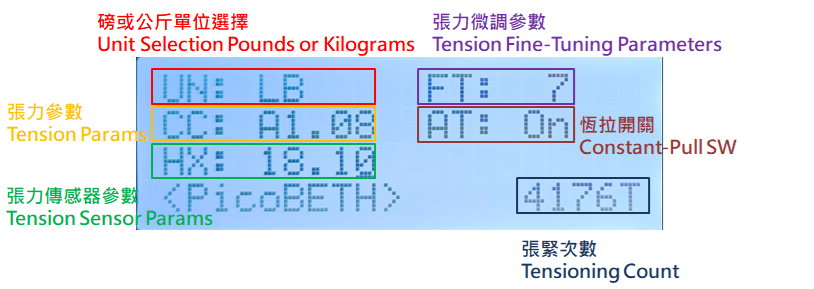 磅或公斤單位選擇
Unit Selection Pounds or Kilograms
張力微調參數
Tension Fine-Tuning Parameters
UN: LB
FT: 7
張力參數
Tension Params
CC: A1.08
AT: On
恆拉開關
Constant-Pull SW
HX: 18.10
張力傳感器參數
Tension Sensor Params
<PicoBETH>
4176T
張緊次數
Tensioning Count